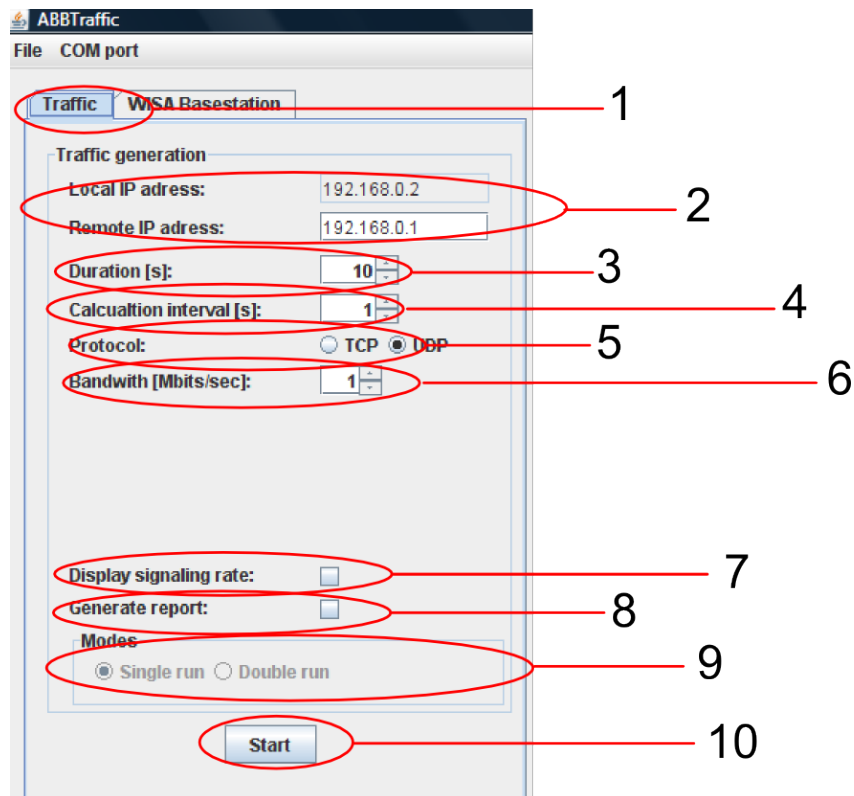 ABBTraffic
File COM port
Traffic WISA Basestation 1
Traffic generation
Local IP adress: 192.168.0.2
2
Remote IP adress: 192.168.0.1
Duration [s]: 10 3
Calcualtion interval [s]: 1 4
Protocol: TCP UDP 5
Bandwith [Mbits/sec]: 1 6
Display signaling rate: 7
Generate report: 8
Modes
Single run Double run 9
Start 10